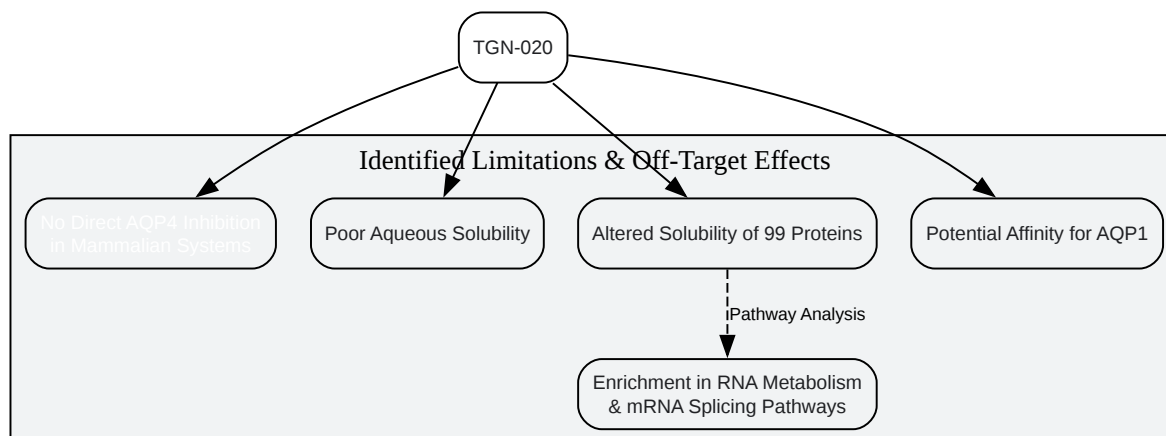 TGN-020
Identified Limitations & Off-Target Effects
No Direct AQP4 Inhibition
in Mammalian Systems
Poor Aqueous Solubility
Altered Solubility of 99 Proteins
Potential Affinity for AQP1
Pathway Analysis
Enrichment in RNA Metabolism
& mRNA Splicing Pathways